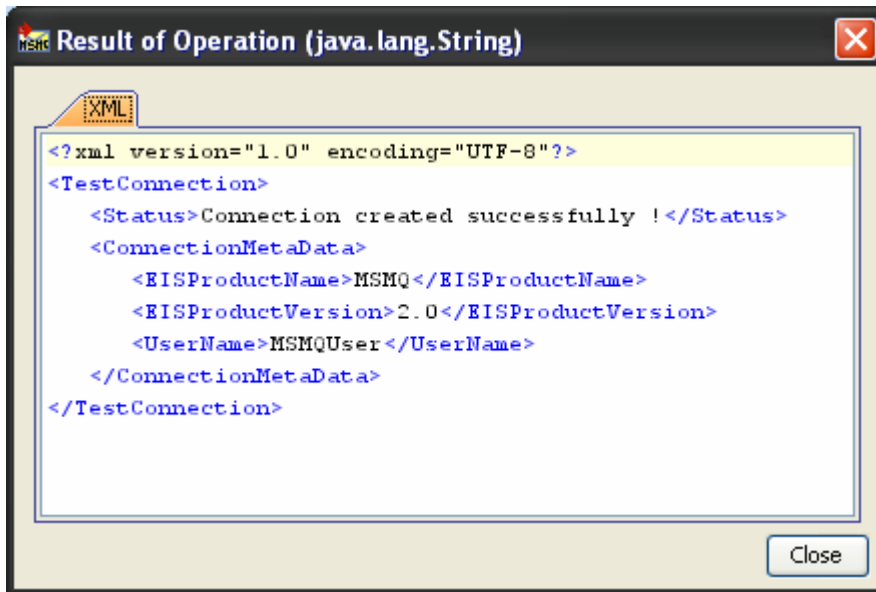 Result of Operation (java.lang.String)
XML
<?xml version="1.0" encoding="UTF-8"?>
<TestConnection>
<Status>Connection created successfully !</Status>
<ConnectionMetaData>
<EISProductName>MSMQ</EISProductName>
<EISProductVersion>2.0</EISProductVersion>
<UserName>MSMQUser</UserName>
</ConnectionMetaData>
</TestConnection>
Close